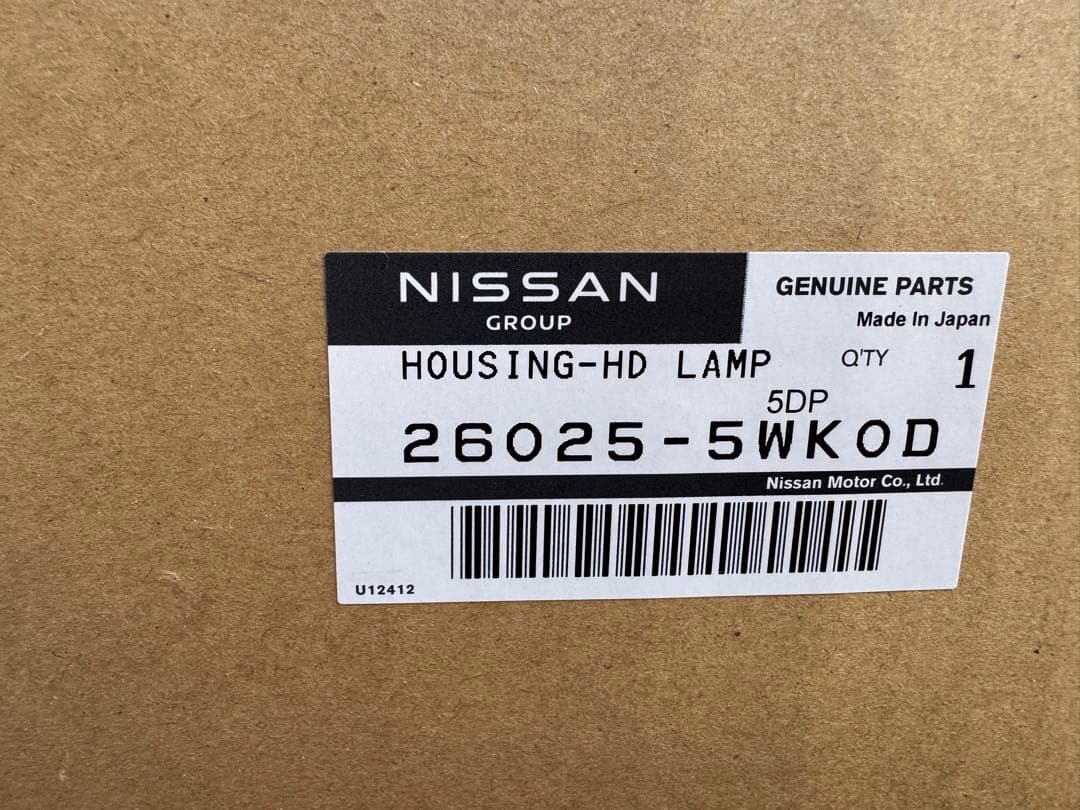 NISSAN
GROUP
GENUINE PARTS
Made In Japan
HOUSING-HD LAMP
Q'TY 1
5DP
26025-5WK0D
Nissan Motor Co., Ltd.
U12412